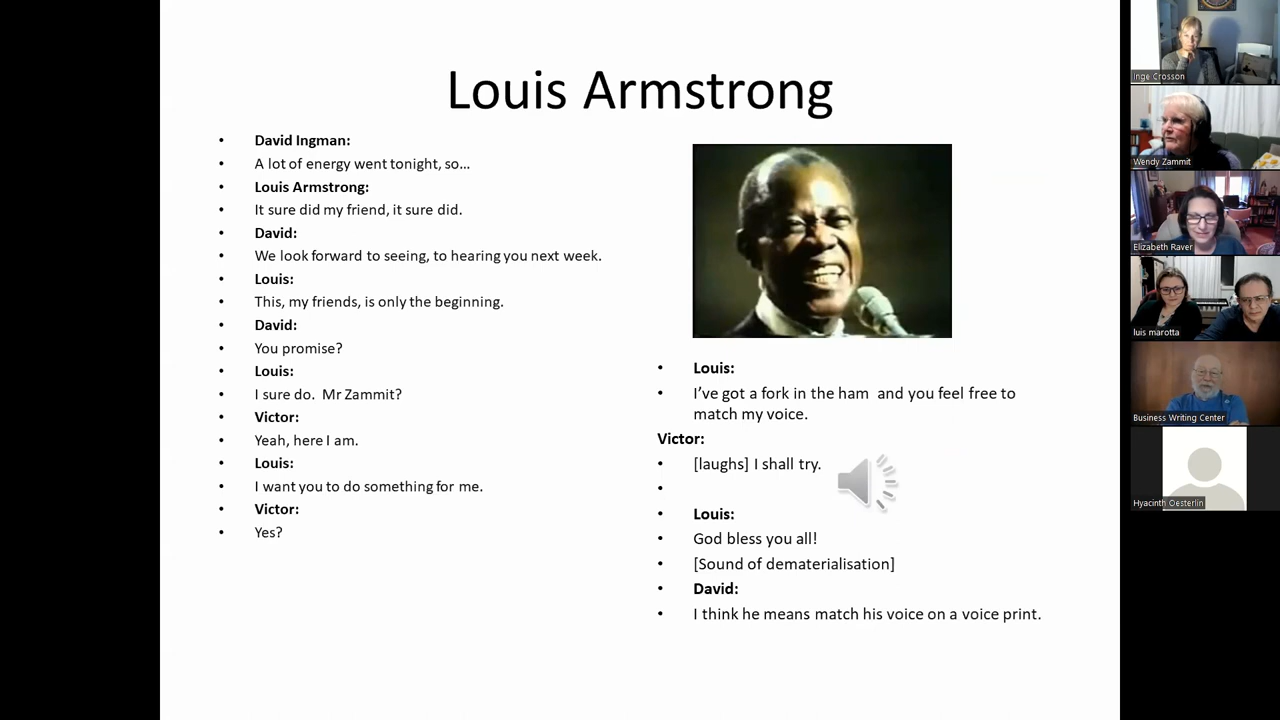 Louis Armstrong
• David Ingman:
• A lot of energy went tonight, so…
• Louis Armstrong:
• It sure did my friend, it sure did.
• David:
• We look forward to seeing, to hearing you next week.
• Louis:
• This, my friends, is only the beginning.
• David:
• You promise?
• Louis:
• I sure do.  Mr Zammit?
• Victor:
• Yeah, here I am.
• Louis:
• I want you to do something for me.
• Victor:
• Yes?
• Louis:
• I’ve got a fork in the ham  and you feel free to
match my voice.
Victor:
• [laughs] I shall try.
•
• Louis:
• God bless you all!
• [Sound of dematerialisation]
• David:
• I think he means match his voice on a voice print.
Inge Crosson
Wendy Zammit
Elizabeth Raver
luis marotta
Business Writing Center
Hyacinth Oesterlin